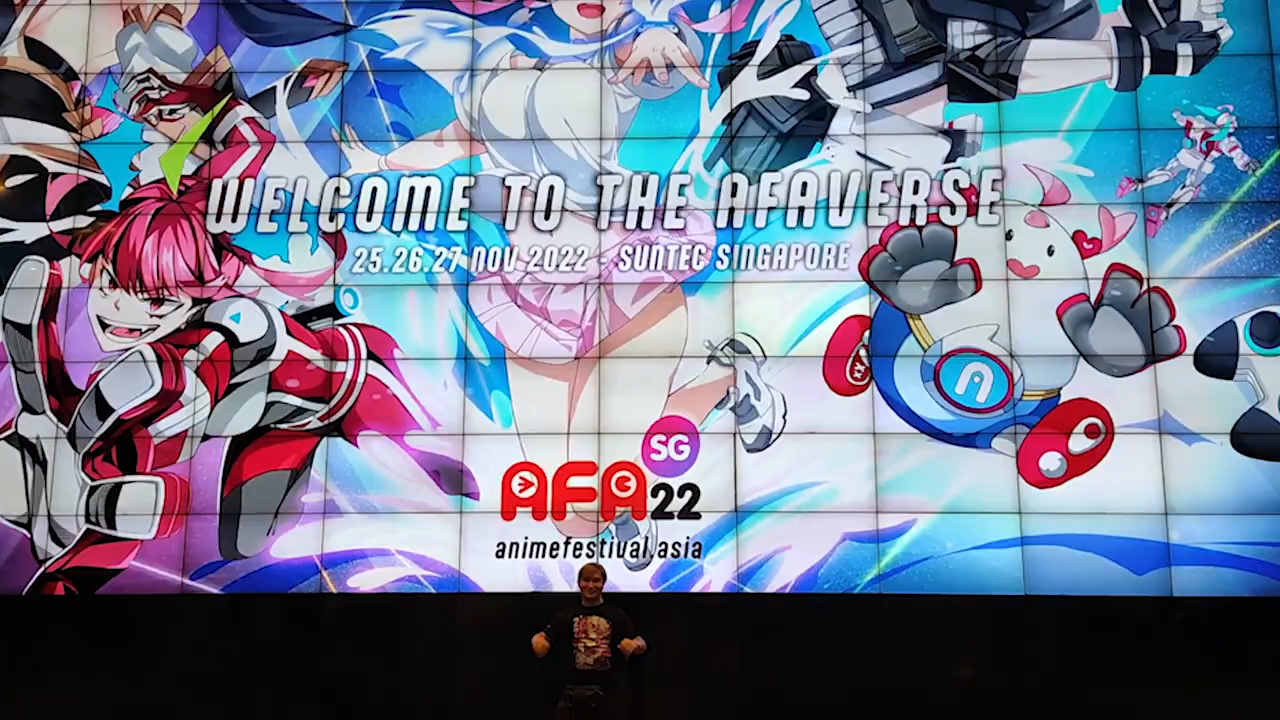 WELCOME TO THE AFAVERSE
25.26.27 NOV 2022 - SUNTEC SINGAPORE
SG
AFA22
animefestival.asia